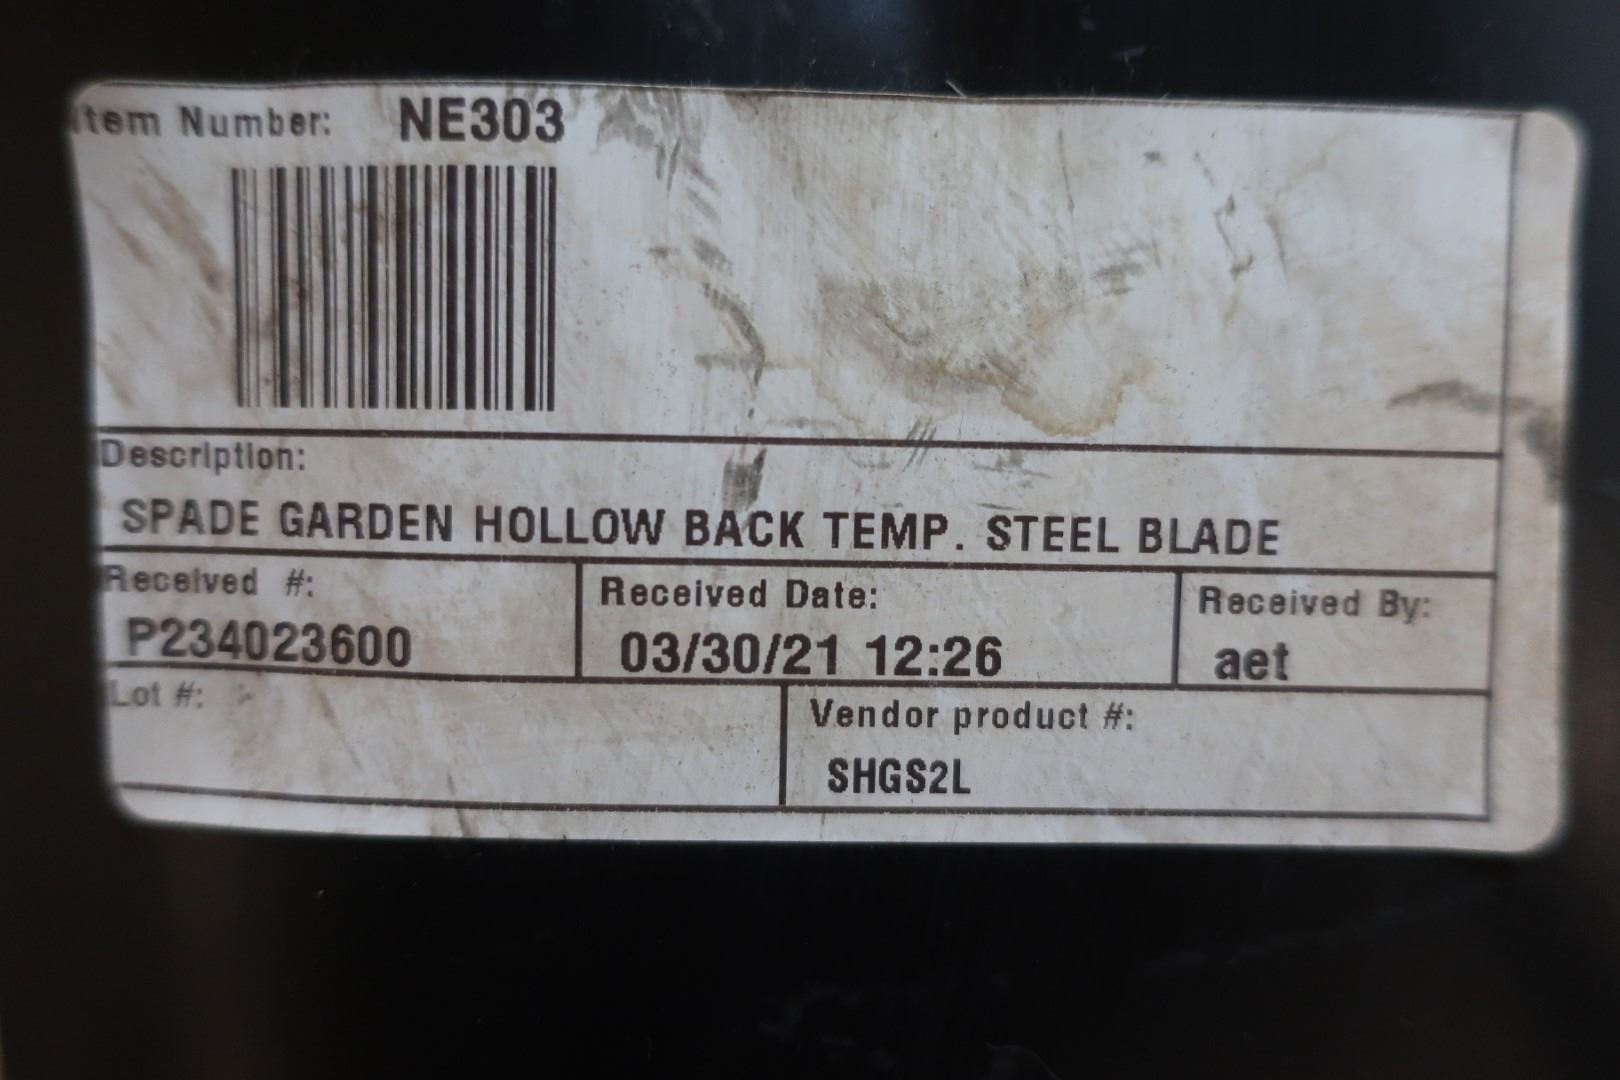 Item Number: NE303
Description:
SPADE GARDEN HOLLOW BACK TEMP. STEEL BLADE
Received #:
P234023600
Received Date:
03/30/21 12:26
Received By:
aet
Lot #:
Vendor product #:
SHGS2L